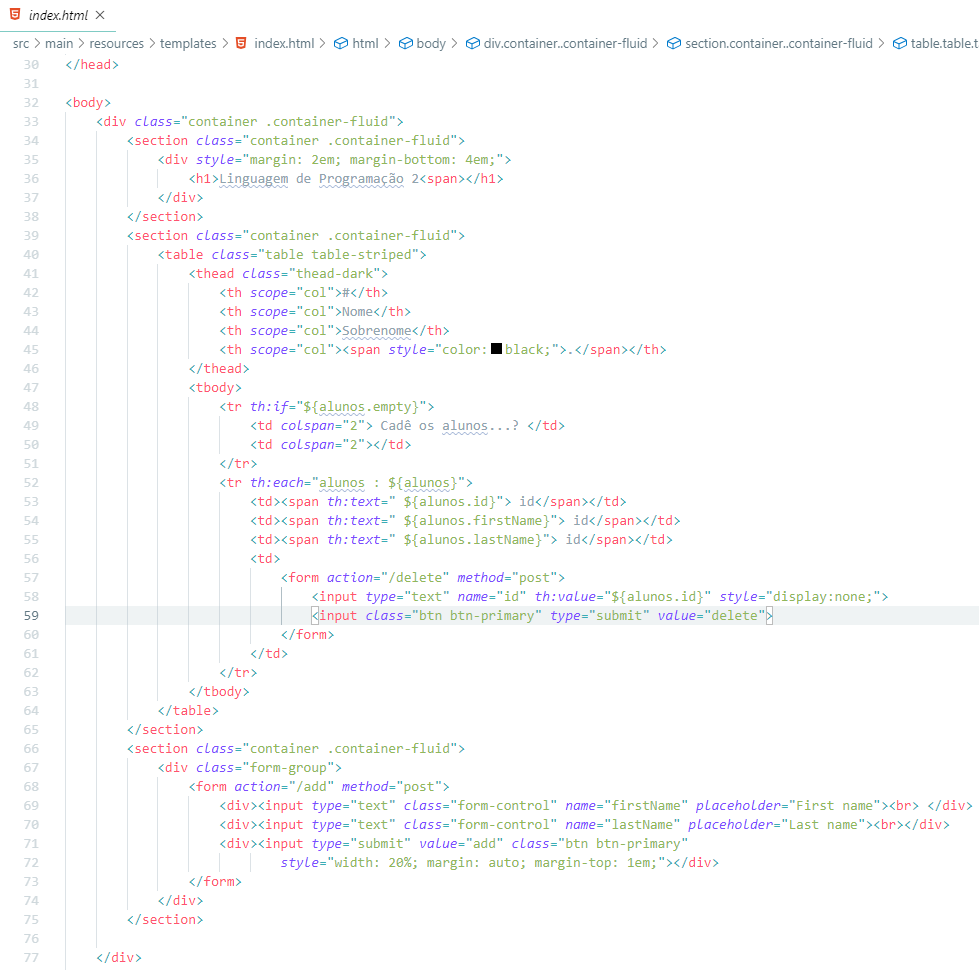 index.html ×
src > main > resources > templates > index.html > html > body > div.container..container-fluid > section.container..container-fluid > table.table.t
30 </head>
31
32 <body>
33 <div class="container .container-fluid">
34 <section class="container .container-fluid">
35 <div style="margin: 2em; margin-bottom: 4em;">
36 <h1>Linguagem de Programação 2<span></h1>
37 </div>
38 </section>
39 <section class="container .container-fluid">
40 <table class="table table-striped">
41 <thead class="thead-dark">
42 <th scope="col">#</th>
43 <th scope="col">Nome</th>
44 <th scope="col">Sobrenome</th>
45 <th scope="col"><span style="color:black;">.</span></th>
46 </thead>
47 <tbody>
48 <tr th:if="${alunos.empty}">
49 <td colspan="2"> Cadê os alunos...? </td>
50 <td colspan="2"></td>
51 </tr>
52 <tr th:each="alunos : ${alunos}">
53 <td><span th:text=" ${alunos.id}"> id</span></td>
54 <td><span th:text=" ${alunos.firstName}"> id</span></td>
55 <td><span th:text=" ${alunos.lastName}"> id</span></td>
56 <td>
57 <form action="/delete" method="post">
58 <input type="text" name="id" th:value="${alunos.id}" style="display:none;">
59 <input class="btn btn-primary" type="submit" value="delete">
60 </form>
61 </td>
62 </tr>
63 </tbody>
64 </table>
65 </section>
66 <section class="container .container-fluid">
67 <div class="form-group">
68 <form action="/add" method="post">
69 <div><input type="text" class="form-control" name="firstName" placeholder="First name"><br> </div>
70 <div><input type="text" class="form-control" name="lastName" placeholder="Last name"><br></div>
71 <div><input type="submit" value="add" class="btn btn-primary"
72 style="width: 20%; margin: auto; margin-top: 1em;"></div>
73 </form>
74 </div>
75 </section>
76
77 </div>